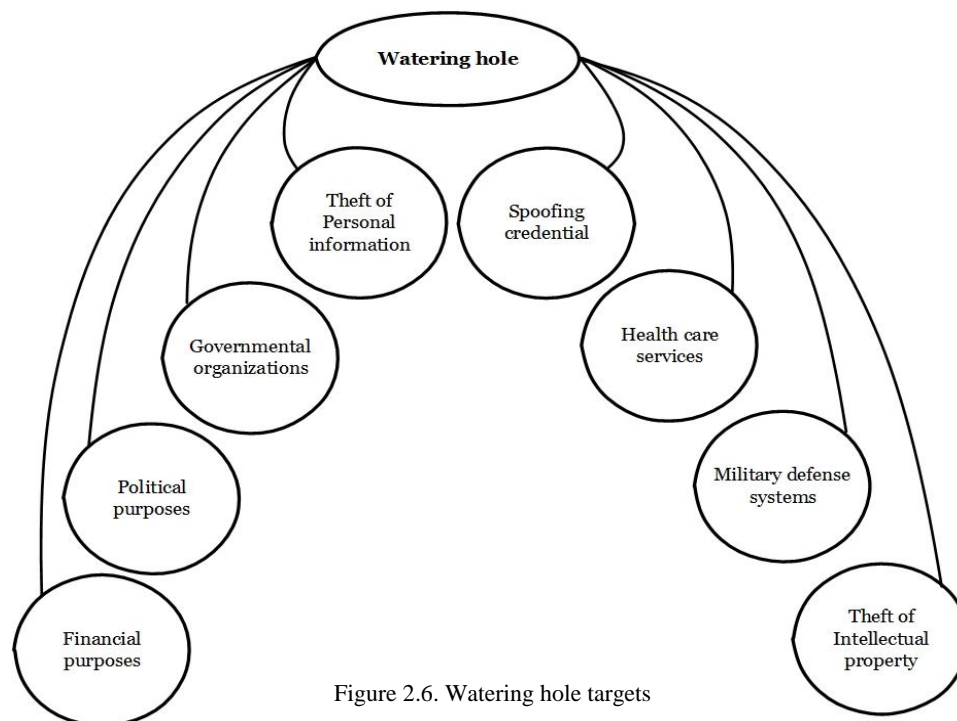 Watering hole
Theft of
Personal
information
Spoofing
credential
Governmental
organizations
Health care
services
Political
purposes
Military defense
systems
Financial
purposes
Theft of
Intellectual
property
Figure 2.6. Watering hole targets